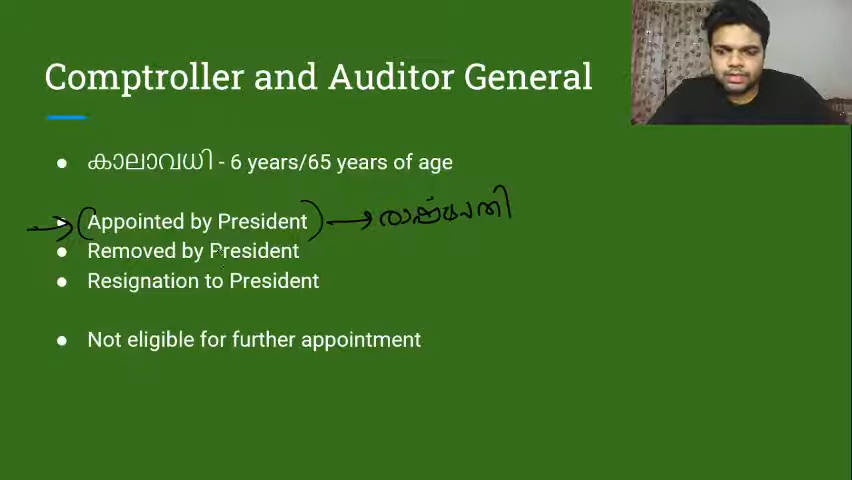 Comptroller and Auditor General
● കാലാവധി - 6 years/65 years of age
● Appointed by President → രാഷ്ട്രപതി
● Removed by President
● Resignation to President
● Not eligible for further appointment